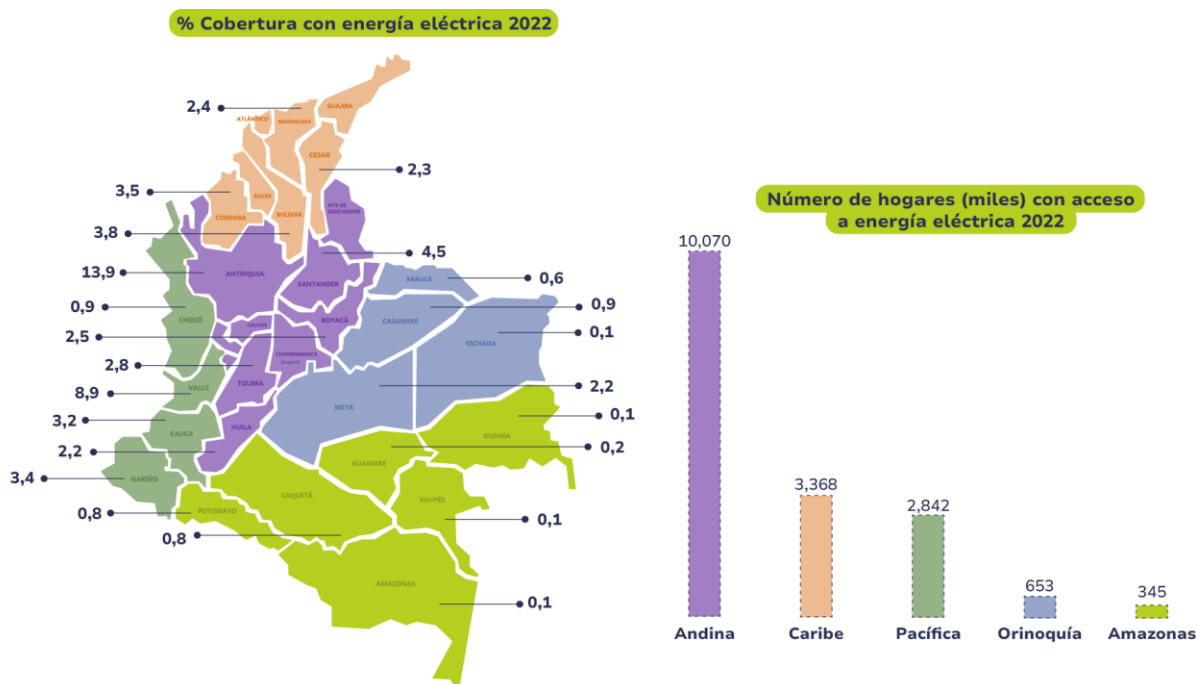 % Cobertura con energía eléctrica 2022
2,4
ATLÁNTICO
MAGDALENA
GUAJIRA
CESAR
2,3
3,5
SUCRE
CÓRDOBA
BOLÍVAR
NTE DE
SANTANDER
3,8
4,5
13,9
ANTIOQUIA
SANTANDER
ARAUCA
0,6
0,9
CHOCÓ
BOYACÁ
CASANARE
0,9
CALDAS
2,5
VICHADA
0,1
CUNDINAMARCA
Bogotá
2,8
TOLIMA
VALLE
8,9
META
2,2
3,2
CAUCA
HUILA
GUANÍA
0,1
2,2
GUAVIARE
0,2
3,4
NARIÑO
CAQUETÁ
VAUPÉS
0,8
PUTUMAYO
0,1
0,8
AMAZONAS
0,1
Número de hogares (miles) con acceso
a energía eléctrica 2022
10,070
3,368
2,842
653
345
Andina
Caribe
Pacífica
Orinoquía
Amazonas